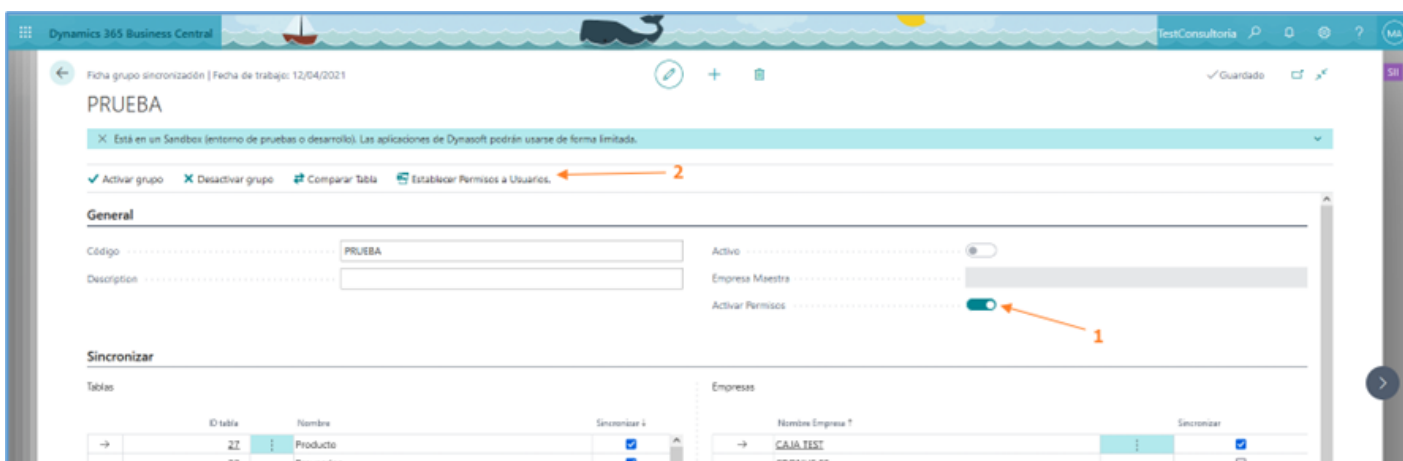 Dynamics 365 Business Central
TestConsultoria
MA
Ficha grupo sincronización | Fecha de trabajo: 12/04/2021
Guardado
SII
PRUEBA
Está en un Sandbox (entorno de pruebas o desarrollo). Las aplicaciones de Dynasoft podrán usarse de forma limitada.
Activar grupo Desactivar grupo Comparar Tabla Establecer Permisos a Usuarios. 2
General
Código PRUEBA Activo
Description Empresa Maestra
Activar Permisos
1
Sincronizar
Tablas Empresas
ID tabla Nombre Sincronizar ↓ Nombre Empresa ↑ Sincronizar
27 Producto CAJA TEST